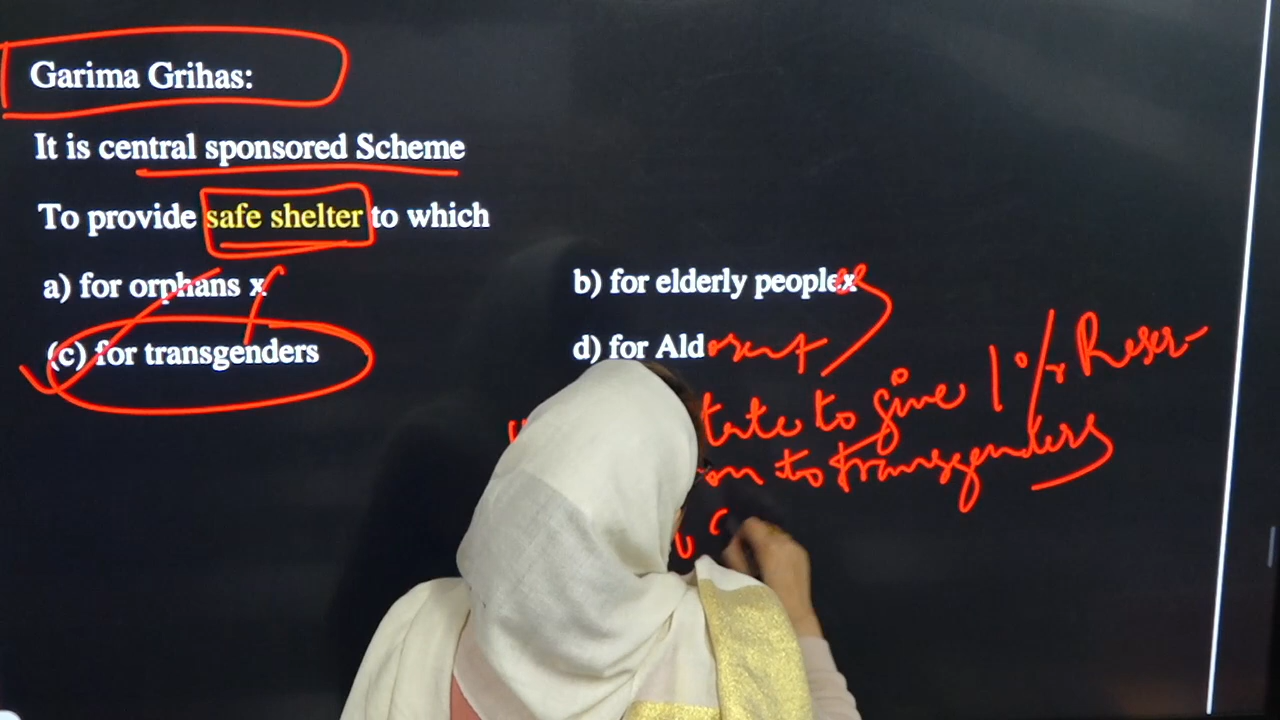 Garima Grihas:
It is central sponsored Scheme
To provide safe shelter to which
a) for orphans x
b) for elderly people x
(c) for transgenders
d) for Ald
tate to give 1% Reser-
on to transgenders